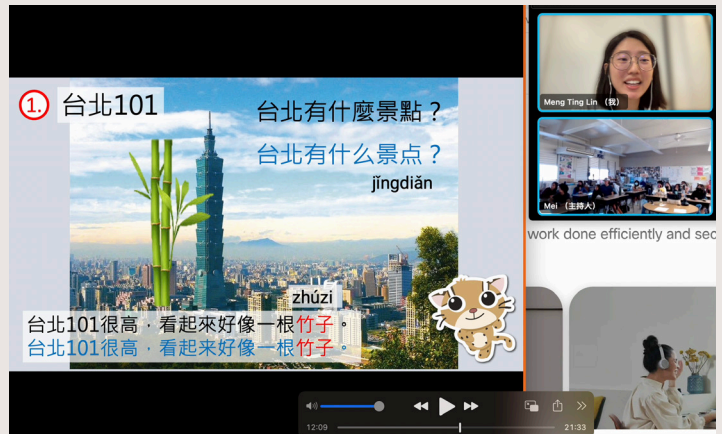 1. 台北101
台北有什麼景點？
台北有什么景点？
jǐngdiǎn
zhúzi
台北101很高，看起來好像一根竹子。
台北101很高，看起来好像一根竹子。
Meng Ting Lin （我）
Mei （主持人）
work done efficiently and sec
12:09
21:33